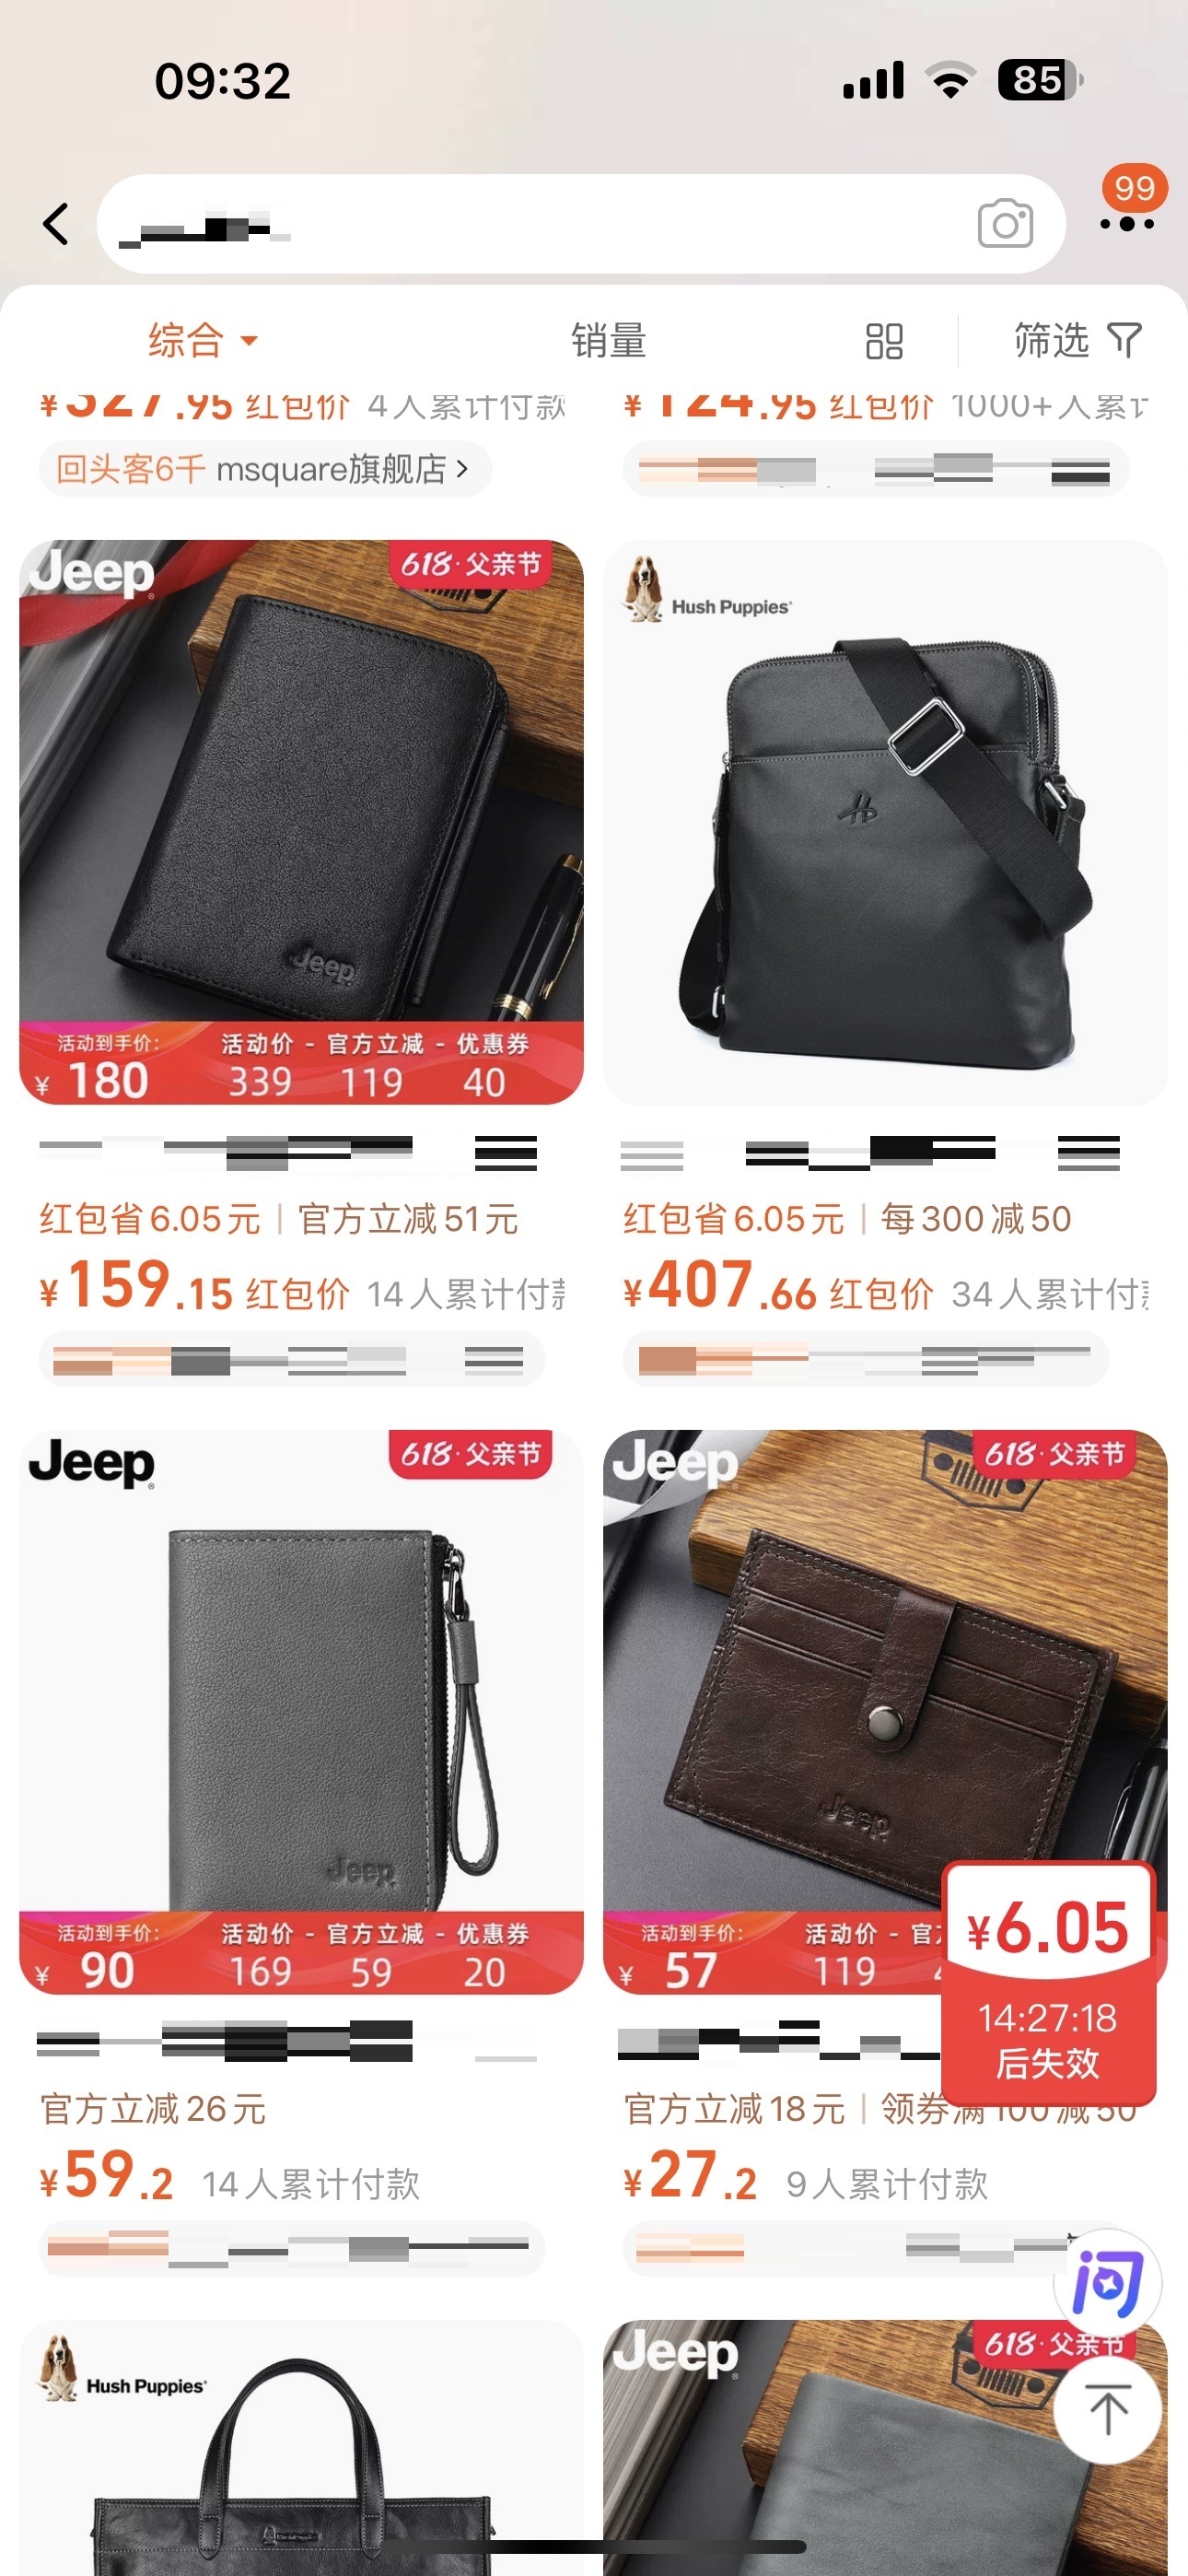 09:32
85
99
综合
销量
筛选
¥327.95 红包价 4人累计付款
¥124.95 红包价 1000+人累计
回头客6千 msquare旗舰店
Jeep
618·父亲节
Jeep
活动到手价:
活动价 - 官方立减 - 优惠券
¥ 180
339 119 40
Hush Puppies
红包省6.05元 | 官方立减51元
¥159.15 红包价 14人累计付款
红包省6.05元 | 每300减50
¥407.66 红包价 34人累计付
Jeep
618·父亲节
Jeep
活动到手价:
活动价 - 官方立减 - 优惠券
¥ 90
169 59 20
Jeep
618·父亲节
Jeep
活动到手价:
活动价 - 官方
¥ 57
119
¥6.05
14:27:18
后失效
官方立减26元
¥59.2 14人累计付款
官方立减18元 | 领券满100减50
¥27.2 9人累计付款
问
Hush Puppies
Jeep
618·父亲节